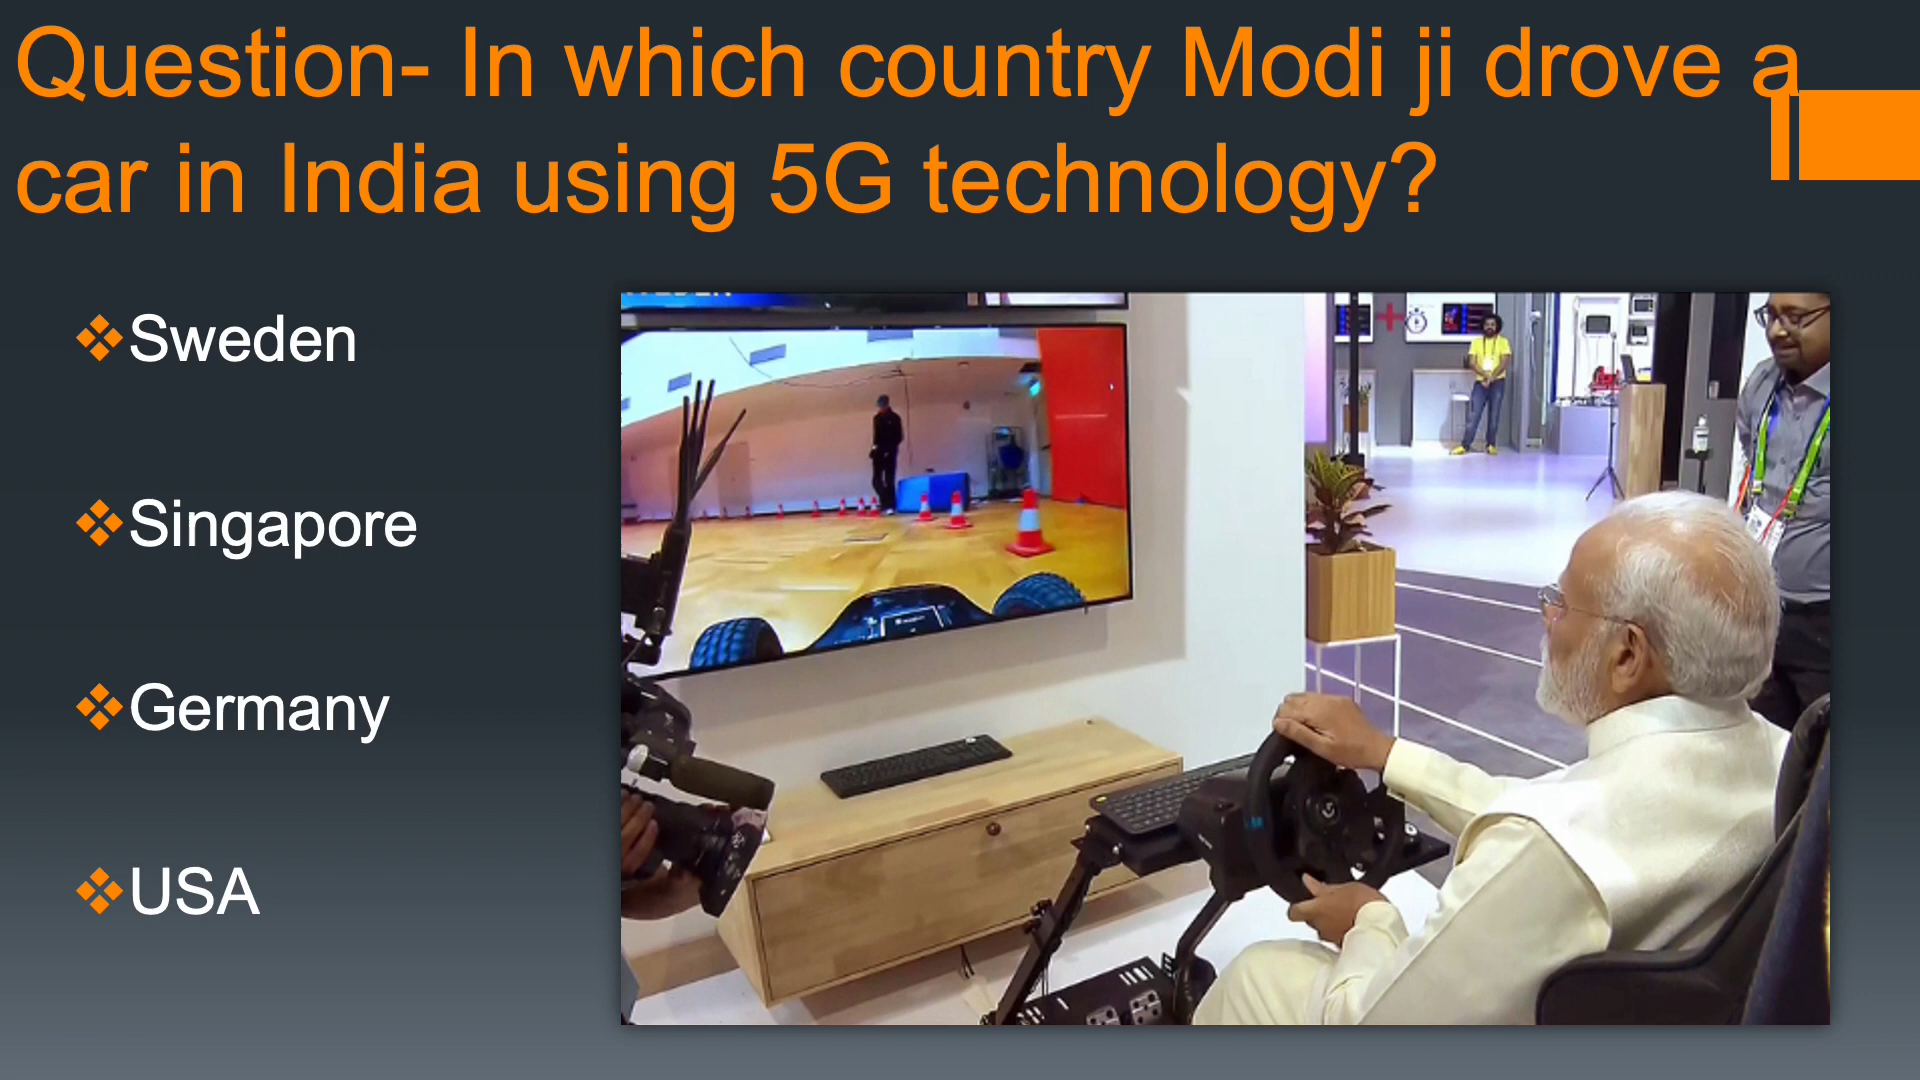 Question- In which country Modi ji drove a
car in India using 5G technology?
Sweden
Singapore
Germany
USA